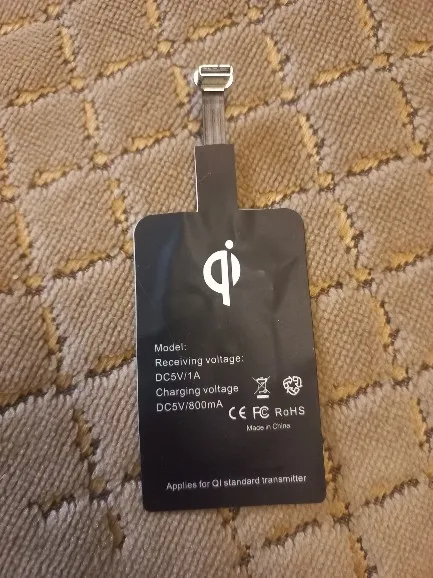 qi
Model:
Receiving voltage:
DC5V/1A
Charging voltage
DC5V/800mA
CE FC RoHS
Made in China
Applies for QI standard transmitter